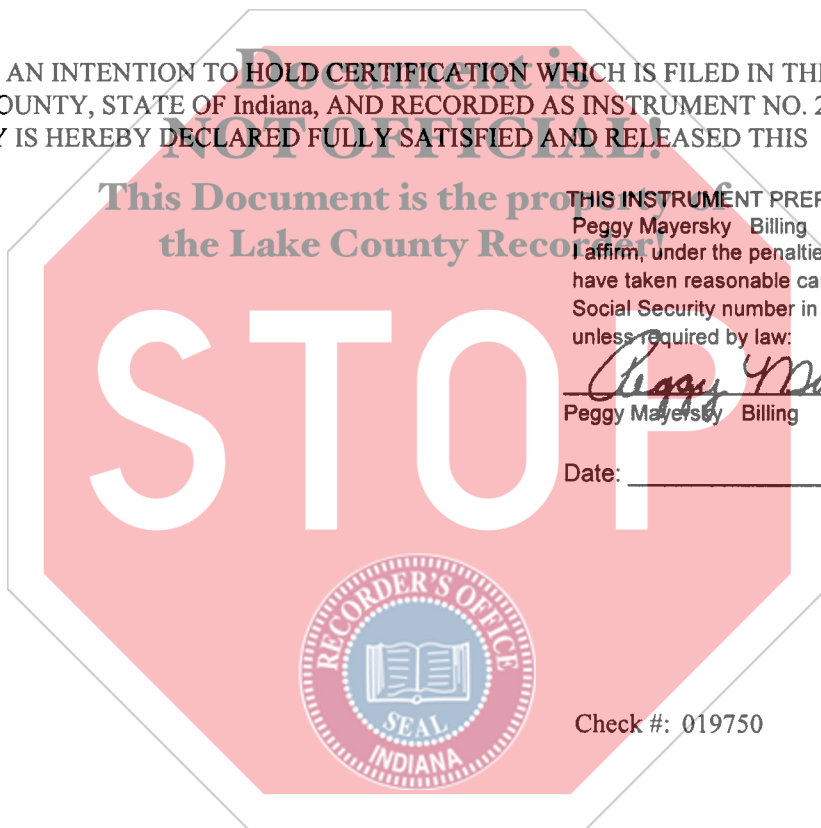 Document is
AN INTENTION TO HOLD CERTIFICATION WHICH IS FILED IN THE
OUNTY, STATE OF Indiana, AND RECORDED AS INSTRUMENT NO. 2
Y IS HEREBY DECLARED FULLY SATISFIED AND RELEASED THIS
NOT OFFICIAL!
This Document is the property of
the Lake County Recorder!
THIS INSTRUMENT PREP
Peggy Mayersky Billing
I affirm, under the penaltie
have taken reasonable ca
Social Security number in
unless required by law:
Peggy
Peggy Mayersky Billing
Date:
STOP
RECORDER'S OFFICE
SEAL
INDIANA
Check #: 019750